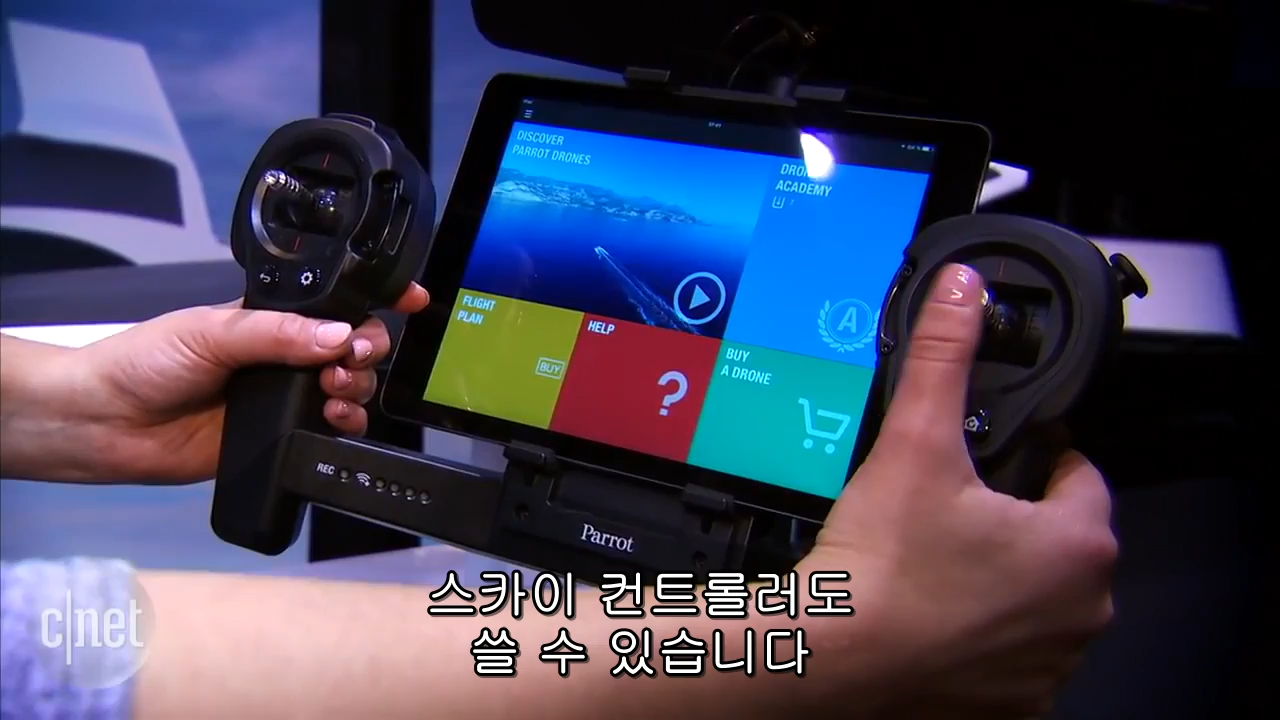 DISCOVER
PARROT DRONES
ACADEMY
A
FLIGHT
PLAN
BUY
HELP
?
BUY
A DRONE
REC
Parrot
c|net
스카이 컨트롤러도
쓸 수 있습니다